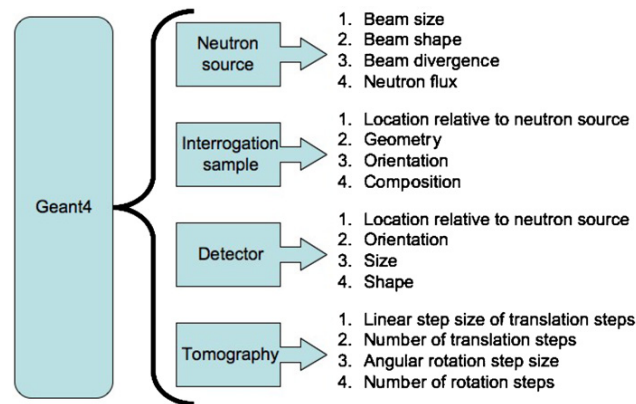 Geant4
Neutron
source
1. Beam size
2. Beam shape
3. Beam divergence
4. Neutron flux
Interrogation
sample
1. Location relative to neutron source
2. Geometry
3. Orientation
4. Composition
Detector
1. Location relative to neutron source
2. Orientation
3. Size
4. Shape
Tomography
1. Linear step size of translation steps
2. Number of translation steps
3. Angular rotation step size
4. Number of rotation steps